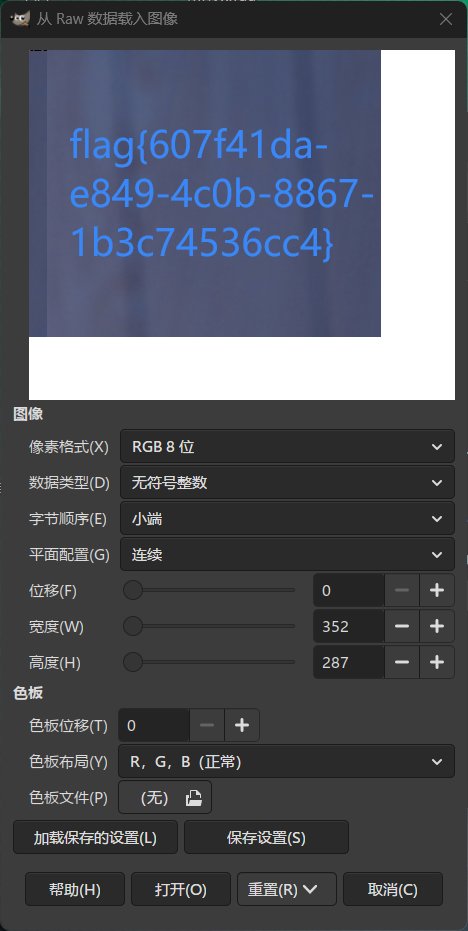 从 Raw 数据载入图像
flag{607f41da-
e849-4c0b-8867-
1b3c74536cc4}
图像
像素格式(X) RGB 8 位
数据类型(D) 无符号整数
字节顺序(E) 小端
平面配置(G) 连续
位移(F) 0
宽度(W) 352
高度(H) 287
色板
色板位移(T) 0
色板布局(Y) R，G，B（正常）
色板文件(P) (无)
加载保存的设置(L) 保存设置(S)
帮助(H) 打开(O) 重置(R) 取消(C)